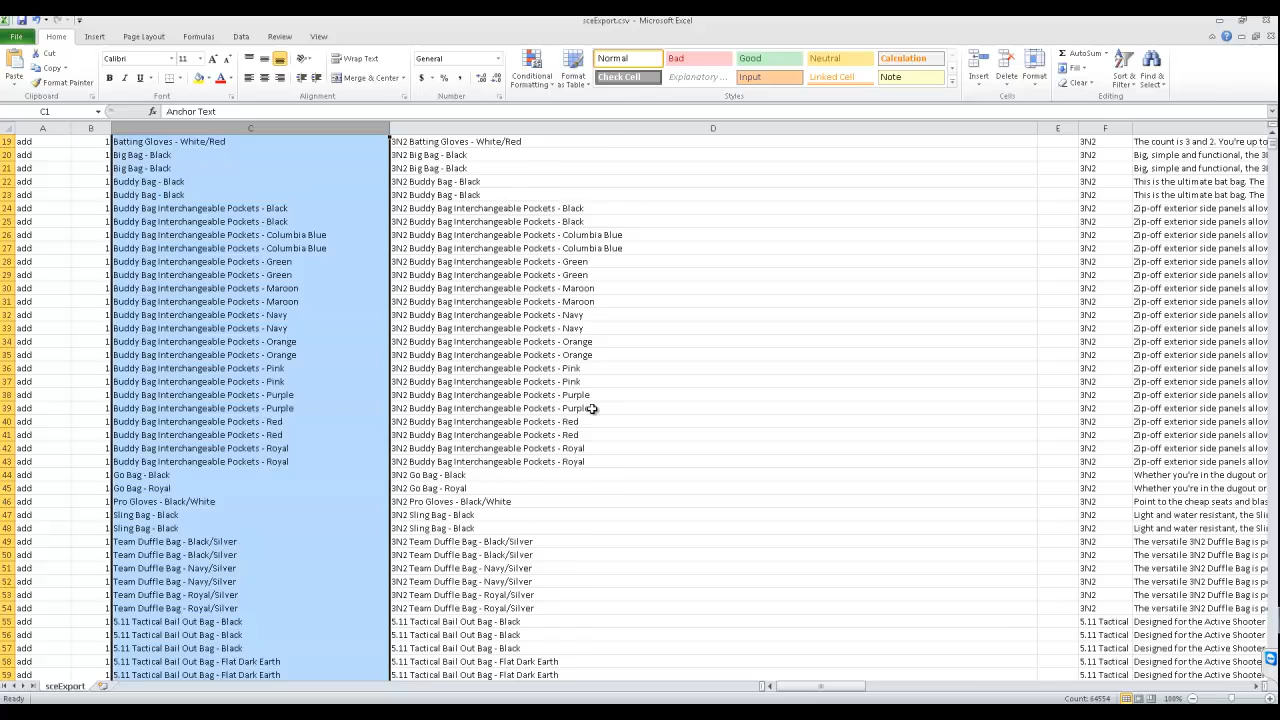 sceExport.csv - Microsoft Excel
File Home Insert Page Layout Formulas Data Review View
Paste Cut Copy Format Painter Calibri 11 B I U Wrap Text Merge & Center General $ % , Conditional Formatting Format as Table Normal Bad Good Neutral Calculation Check Cell Explanatory ... Input Linked Cell Note Insert Delete Format AutoSum Fill Clear Sort & Filter Find & Select
Clipboard Font Alignment Number Styles Cells Editing
C1 fx Anchor Text
A B C D E F
19 add 1 Batting Gloves - White/Red 3N2 Batting Gloves - White/Red 3N2 The count is 3 and 2. You're up to
20 add 1 Big Bag - Black 3N2 Big Bag - Black 3N2 Big, simple and functional, the 3N
21 add 1 Big Bag - Black 3N2 Big Bag - Black 3N2 Big, simple and functional, the 3N
22 add 1 Buddy Bag - Black 3N2 Buddy Bag - Black 3N2 This is the ultimate bat bag. The
23 add 1 Buddy Bag - Black 3N2 Buddy Bag - Black 3N2 This is the ultimate bat bag. The
24 add 1 Buddy Bag Interchangeable Pockets - Black 3N2 Buddy Bag Interchangeable Pockets - Black 3N2 Zip-off exterior side panels allow
25 add 1 Buddy Bag Interchangeable Pockets - Black 3N2 Buddy Bag Interchangeable Pockets - Black 3N2 Zip-off exterior side panels allow
26 add 1 Buddy Bag Interchangeable Pockets - Columbia Blue 3N2 Buddy Bag Interchangeable Pockets - Columbia Blue 3N2 Zip-off exterior side panels allow
27 add 1 Buddy Bag Interchangeable Pockets - Columbia Blue 3N2 Buddy Bag Interchangeable Pockets - Columbia Blue 3N2 Zip-off exterior side panels allow
28 add 1 Buddy Bag Interchangeable Pockets - Green 3N2 Buddy Bag Interchangeable Pockets - Green 3N2 Zip-off exterior side panels allow
29 add 1 Buddy Bag Interchangeable Pockets - Green 3N2 Buddy Bag Interchangeable Pockets - Green 3N2 Zip-off exterior side panels allow
30 add 1 Buddy Bag Interchangeable Pockets - Maroon 3N2 Buddy Bag Interchangeable Pockets - Maroon 3N2 Zip-off exterior side panels allow
31 add 1 Buddy Bag Interchangeable Pockets - Maroon 3N2 Buddy Bag Interchangeable Pockets - Maroon 3N2 Zip-off exterior side panels allow
32 add 1 Buddy Bag Interchangeable Pockets - Navy 3N2 Buddy Bag Interchangeable Pockets - Navy 3N2 Zip-off exterior side panels allow
33 add 1 Buddy Bag Interchangeable Pockets - Navy 3N2 Buddy Bag Interchangeable Pockets - Navy 3N2 Zip-off exterior side panels allow
34 add 1 Buddy Bag Interchangeable Pockets - Orange 3N2 Buddy Bag Interchangeable Pockets - Orange 3N2 Zip-off exterior side panels allow
35 add 1 Buddy Bag Interchangeable Pockets - Orange 3N2 Buddy Bag Interchangeable Pockets - Orange 3N2 Zip-off exterior side panels allow
36 add 1 Buddy Bag Interchangeable Pockets - Pink 3N2 Buddy Bag Interchangeable Pockets - Pink 3N2 Zip-off exterior side panels allow
37 add 1 Buddy Bag Interchangeable Pockets - Pink 3N2 Buddy Bag Interchangeable Pockets - Pink 3N2 Zip-off exterior side panels allow
38 add 1 Buddy Bag Interchangeable Pockets - Purple 3N2 Buddy Bag Interchangeable Pockets - Purple 3N2 Zip-off exterior side panels allow
39 add 1 Buddy Bag Interchangeable Pockets - Purple 3N2 Buddy Bag Interchangeable Pockets - Purple 3N2 Zip-off exterior side panels allow
40 add 1 Buddy Bag Interchangeable Pockets - Red 3N2 Buddy Bag Interchangeable Pockets - Red 3N2 Zip-off exterior side panels allow
41 add 1 Buddy Bag Interchangeable Pockets - Red 3N2 Buddy Bag Interchangeable Pockets - Red 3N2 Zip-off exterior side panels allow
42 add 1 Buddy Bag Interchangeable Pockets - Royal 3N2 Buddy Bag Interchangeable Pockets - Royal 3N2 Zip-off exterior side panels allow
43 add 1 Buddy Bag Interchangeable Pockets - Royal 3N2 Buddy Bag Interchangeable Pockets - Royal 3N2 Zip-off exterior side panels allow
44 add 1 Go Bag - Black 3N2 Go Bag - Black 3N2 Whether you're in the dugout or
45 add 1 Go Bag - Royal 3N2 Go Bag - Royal 3N2 Whether you're in the dugout or
46 add 1 Pro Gloves - Black/White 3N2 Pro Gloves - Black/White 3N2 Point to the cheap seats and blas
47 add 1 Sling Bag - Black 3N2 Sling Bag - Black 3N2 Light and water resistant, the Slin
48 add 1 Sling Bag - Black 3N2 Sling Bag - Black 3N2 Light and water resistant, the Slin
49 add 1 Team Duffle Bag - Black/Silver 3N2 Team Duffle Bag - Black/Silver 3N2 The versatile 3N2 Duffle Bag is pe
50 add 1 Team Duffle Bag - Black/Silver 3N2 Team Duffle Bag - Black/Silver 3N2 The versatile 3N2 Duffle Bag is pe
51 add 1 Team Duffle Bag - Navy/Silver 3N2 Team Duffle Bag - Navy/Silver 3N2 The versatile 3N2 Duffle Bag is pe
52 add 1 Team Duffle Bag - Navy/Silver 3N2 Team Duffle Bag - Navy/Silver 3N2 The versatile 3N2 Duffle Bag is pe
53 add 1 Team Duffle Bag - Royal/Silver 3N2 Team Duffle Bag - Royal/Silver 3N2 The versatile 3N2 Duffle Bag is pe
54 add 1 Team Duffle Bag - Royal/Silver 3N2 Team Duffle Bag - Royal/Silver 3N2 The versatile 3N2 Duffle Bag is pe
55 add 1 5.11 Tactical Bail Out Bag - Black 5.11 Tactical Bail Out Bag - Black 5.11 Tactical Designed for the Active Shooter
56 add 1 5.11 Tactical Bail Out Bag - Black 5.11 Tactical Bail Out Bag - Black 5.11 Tactical Designed for the Active Shooter
57 add 1 5.11 Tactical Bail Out Bag - Black 5.11 Tactical Bail Out Bag - Black 5.11 Tactical Designed for the Active Shooter
58 add 1 5.11 Tactical Bail Out Bag - Flat Dark Earth 5.11 Tactical Bail Out Bag - Flat Dark Earth 5.11 Tactical Designed for the Active Shooter
59 add 1 5.11 Tactical Bail Out Bag - Flat Dark Earth 5.11 Tactical Bail Out Bag - Flat Dark Earth 5.11 Tactical Designed for the Active Shooter
sceExport
Ready Count: 64554 100%